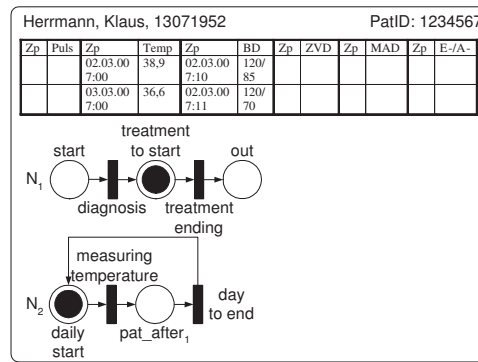 Herrmann, Klaus, 13071952 PatID: 1234567
Zp Puls Zp Temp Zp BD Zp ZVD Zp MAD Zp E-/A-
02.03.00 38,9 02.03.00 120/
7:00 7:10 85
03.03.00 36,6 02.03.00 120/
7:00 7:11 70
treatment
start to start out
N1
diagnosis treatment
ending
measuring
temperature
day
N2 to end
daily pat_after1
start